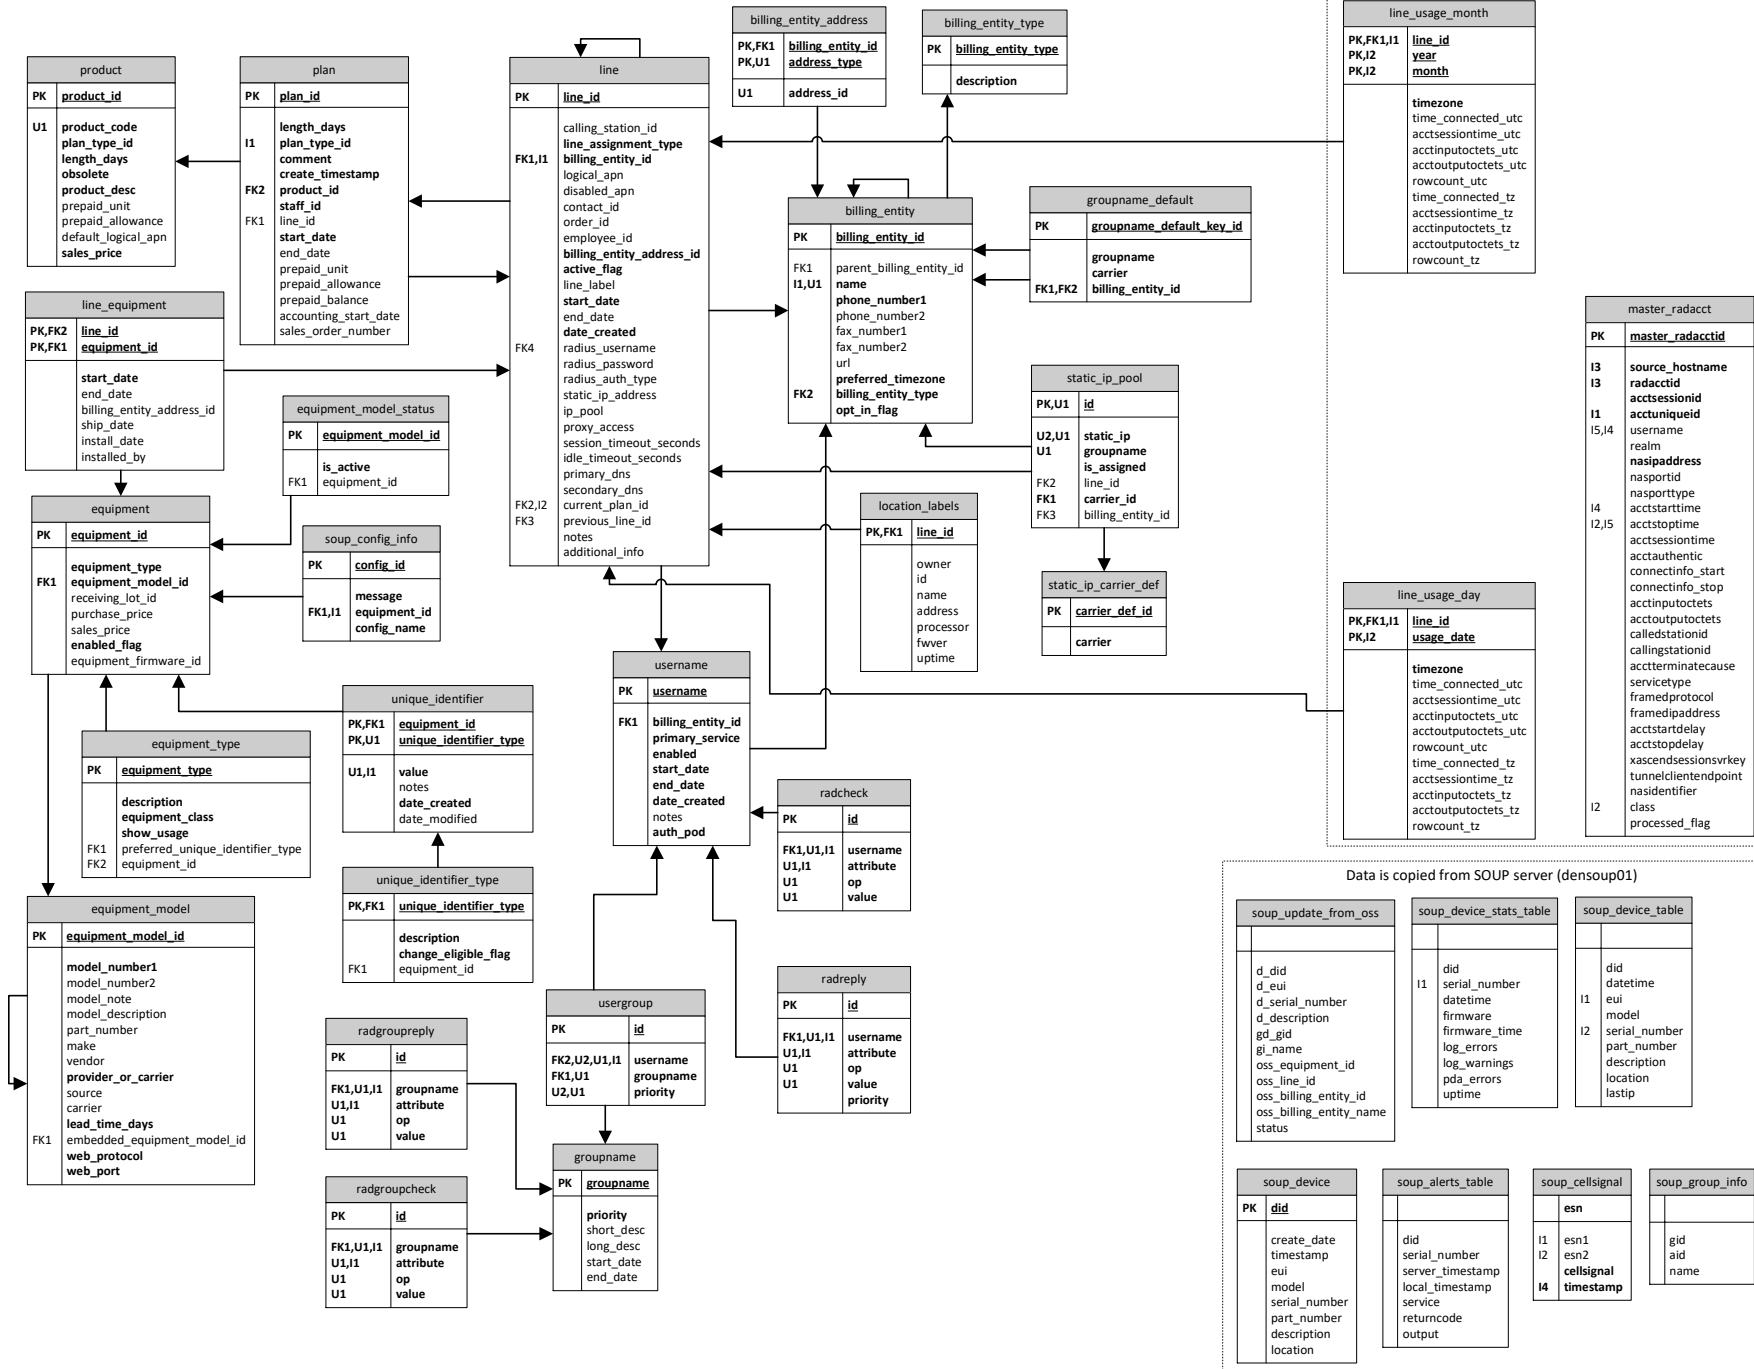 product
PK product_id
U1 product_code
plan_type_id
length_days
obsolete
product_desc
prepaid_unit
prepaid_allowance
default_logical_apn
sales_price
plan
PK plan_id
length_days
I1 plan_type_id
comment
create_timestamp
FK2 product_id
staff_id
FK1 line_id
start_date
end_date
prepaid_unit
prepaid_allowance
prepaid_balance
accounting_start_date
sales_order_number
line
PK line_id
calling_station_id
line_assignment_type
FK1,I1 billing_entity_id
logical_apn
disabled_apn
contact_id
order_id
employee_id
billing_entity_address_id
active_flag
line_label
start_date
end_date
date_created
FK4 radius_username
radius_password
radius_auth_type
static_ip_address
ip_pool
proxy_access
session_timeout_seconds
idle_timeout_seconds
primary_dns
secondary_dns
FK2,I2 current_plan_id
FK3 previous_line_id
notes
additional_info
billing_entity_address
PK,FK1 billing_entity_id
PK,U1 address_type
U1 address_id
billing_entity_type
PK billing_entity_type
description
line_usage_month
PK,FK1,I1 line_id
PK,I2 year
PK,I2 month
timezone
time_connected_utc
acctsessiontime_utc
acctinputoctets_utc
acctoutputoctets_utc
rowcount_utc
time_connected_tz
acctsessiontime_tz
acctinputoctets_tz
acctoutputoctets_tz
rowcount_tz
billing_entity
PK billing_entity_id
FK1 parent_billing_entity_id
I1,U1 name
phone_number1
phone_number2
fax_number1
fax_number2
url
preferred_timezone
FK2 billing_entity_type
opt_in_flag
groupname_default
PK groupname_default_key_id
groupname
carrier
FK1,FK2 billing_entity_id
line_equipment
PK,FK2 line_id
PK,FK1 equipment_id
start_date
end_date
billing_entity_address_id
ship_date
install_date
installed_by
equipment_model_status
PK equipment_model_id
is_active
FK1 equipment_id
static_ip_pool
PK,U1 id
U2,U1 static_ip
U1 groupname
is_assigned
FK2 line_id
FK1 carrier_id
FK3 billing_entity_id
master_radacct
PK master_radacctid
I3 source_hostname
I3 radacctid
acctsessionid
I1 acctuniqueid
I5,I4 username
realm
nasipaddress
nasportid
nasporttype
I4 acctstarttime
I2,I5 acctstoptime
acctsessiontime
acctauthentic
connectinfo_start
connectinfo_stop
acctinputoctets
acctoutputoctets
calledstationid
callingstationid
acctterminatecause
servicetype
framedprotocol
framedipaddress
acctstartdelay
acctstopdelay
xascendsessionsvrkey
tunnelclientendpoint
nasidentifier
I2 class
processed_flag
equipment
PK equipment_id
equipment_type
FK1 equipment_model_id
receiving_lot_id
purchase_price
sales_price
enabled_flag
equipment_firmware_id
soup_config_info
PK config_id
message
FK1,I1 equipment_id
config_name
location_labels
PK,FK1 line_id
owner
id
name
address
processor
fwver
uptime
static_ip_carrier_def
PK carrier_def_id
carrier
line_usage_day
PK,FK1,I1 line_id
PK,I2 usage_date
timezone
time_connected_utc
acctsessiontime_utc
acctinputoctets_utc
acctoutputoctets_utc
rowcount_utc
time_connected_tz
acctsessiontime_tz
acctinputoctets_tz
acctoutputoctets_tz
rowcount_tz
username
PK username
FK1 billing_entity_id
primary_service
enabled
start_date
end_date
date_created
notes
auth_pod
unique_identifier
PK,FK1 equipment_id
PK,U1 unique_identifier_type
U1,I1 value
notes
date_created
date_modified
equipment_type
PK equipment_type
description
equipment_class
show_usage
FK1 preferred_unique_identifier_type
FK2 equipment_id
radcheck
PK id
FK1,U1,I1 username
U1,I1 attribute
U1 op
U1 value
unique_identifier_type
PK,FK1 unique_identifier_type
description
change_eligible_flag
FK1 equipment_id
equipment_model
PK equipment_model_id
model_number1
model_number2
model_note
model_description
part_number
make
vendor
provider_or_carrier
source
carrier
lead_time_days
FK1 embedded_equipment_model_id
web_protocol
web_port
radreply
PK id
FK1,U1,I1 username
U1,I1 attribute
U1 op
U1 value
priority
usergroup
PK id
FK2,U2,U1,I1 username
FK1,U1 groupname
U2,U1 priority
radgroupreply
PK id
FK1,U1,I1 groupname
U1,I1 attribute
U1 op
U1 value
groupname
PK groupname
priority
short_desc
long_desc
start_date
end_date
radgroupcheck
PK id
FK1,U1,I1 groupname
U1,I1 attribute
U1 op
U1 value
Data is copied from SOUP server (densoup01)
soup_update_from_oss
d_did
d_eui
d_serial_number
d_description
gd_gid
gi_name
oss_equipment_id
oss_line_id
oss_billing_entity_id
oss_billing_entity_name
status
soup_device_stats_table
did
I1 serial_number
datetime
firmware
firmware_time
log_errors
log_warnings
pda_errors
uptime
soup_device_table
did
datetime
I1 eui
model
I2 serial_number
part_number
description
location
lastip
soup_device
PK did
create_date
timestamp
eui
model
serial_number
part_number
description
location
soup_alerts_table
did
serial_number
server_timestamp
local_timestamp
service
returncode
output
soup_cellsignal
esn
I1 esn1
I2 esn2
cellsignal
I4 timestamp
soup_group_info
gid
aid
name